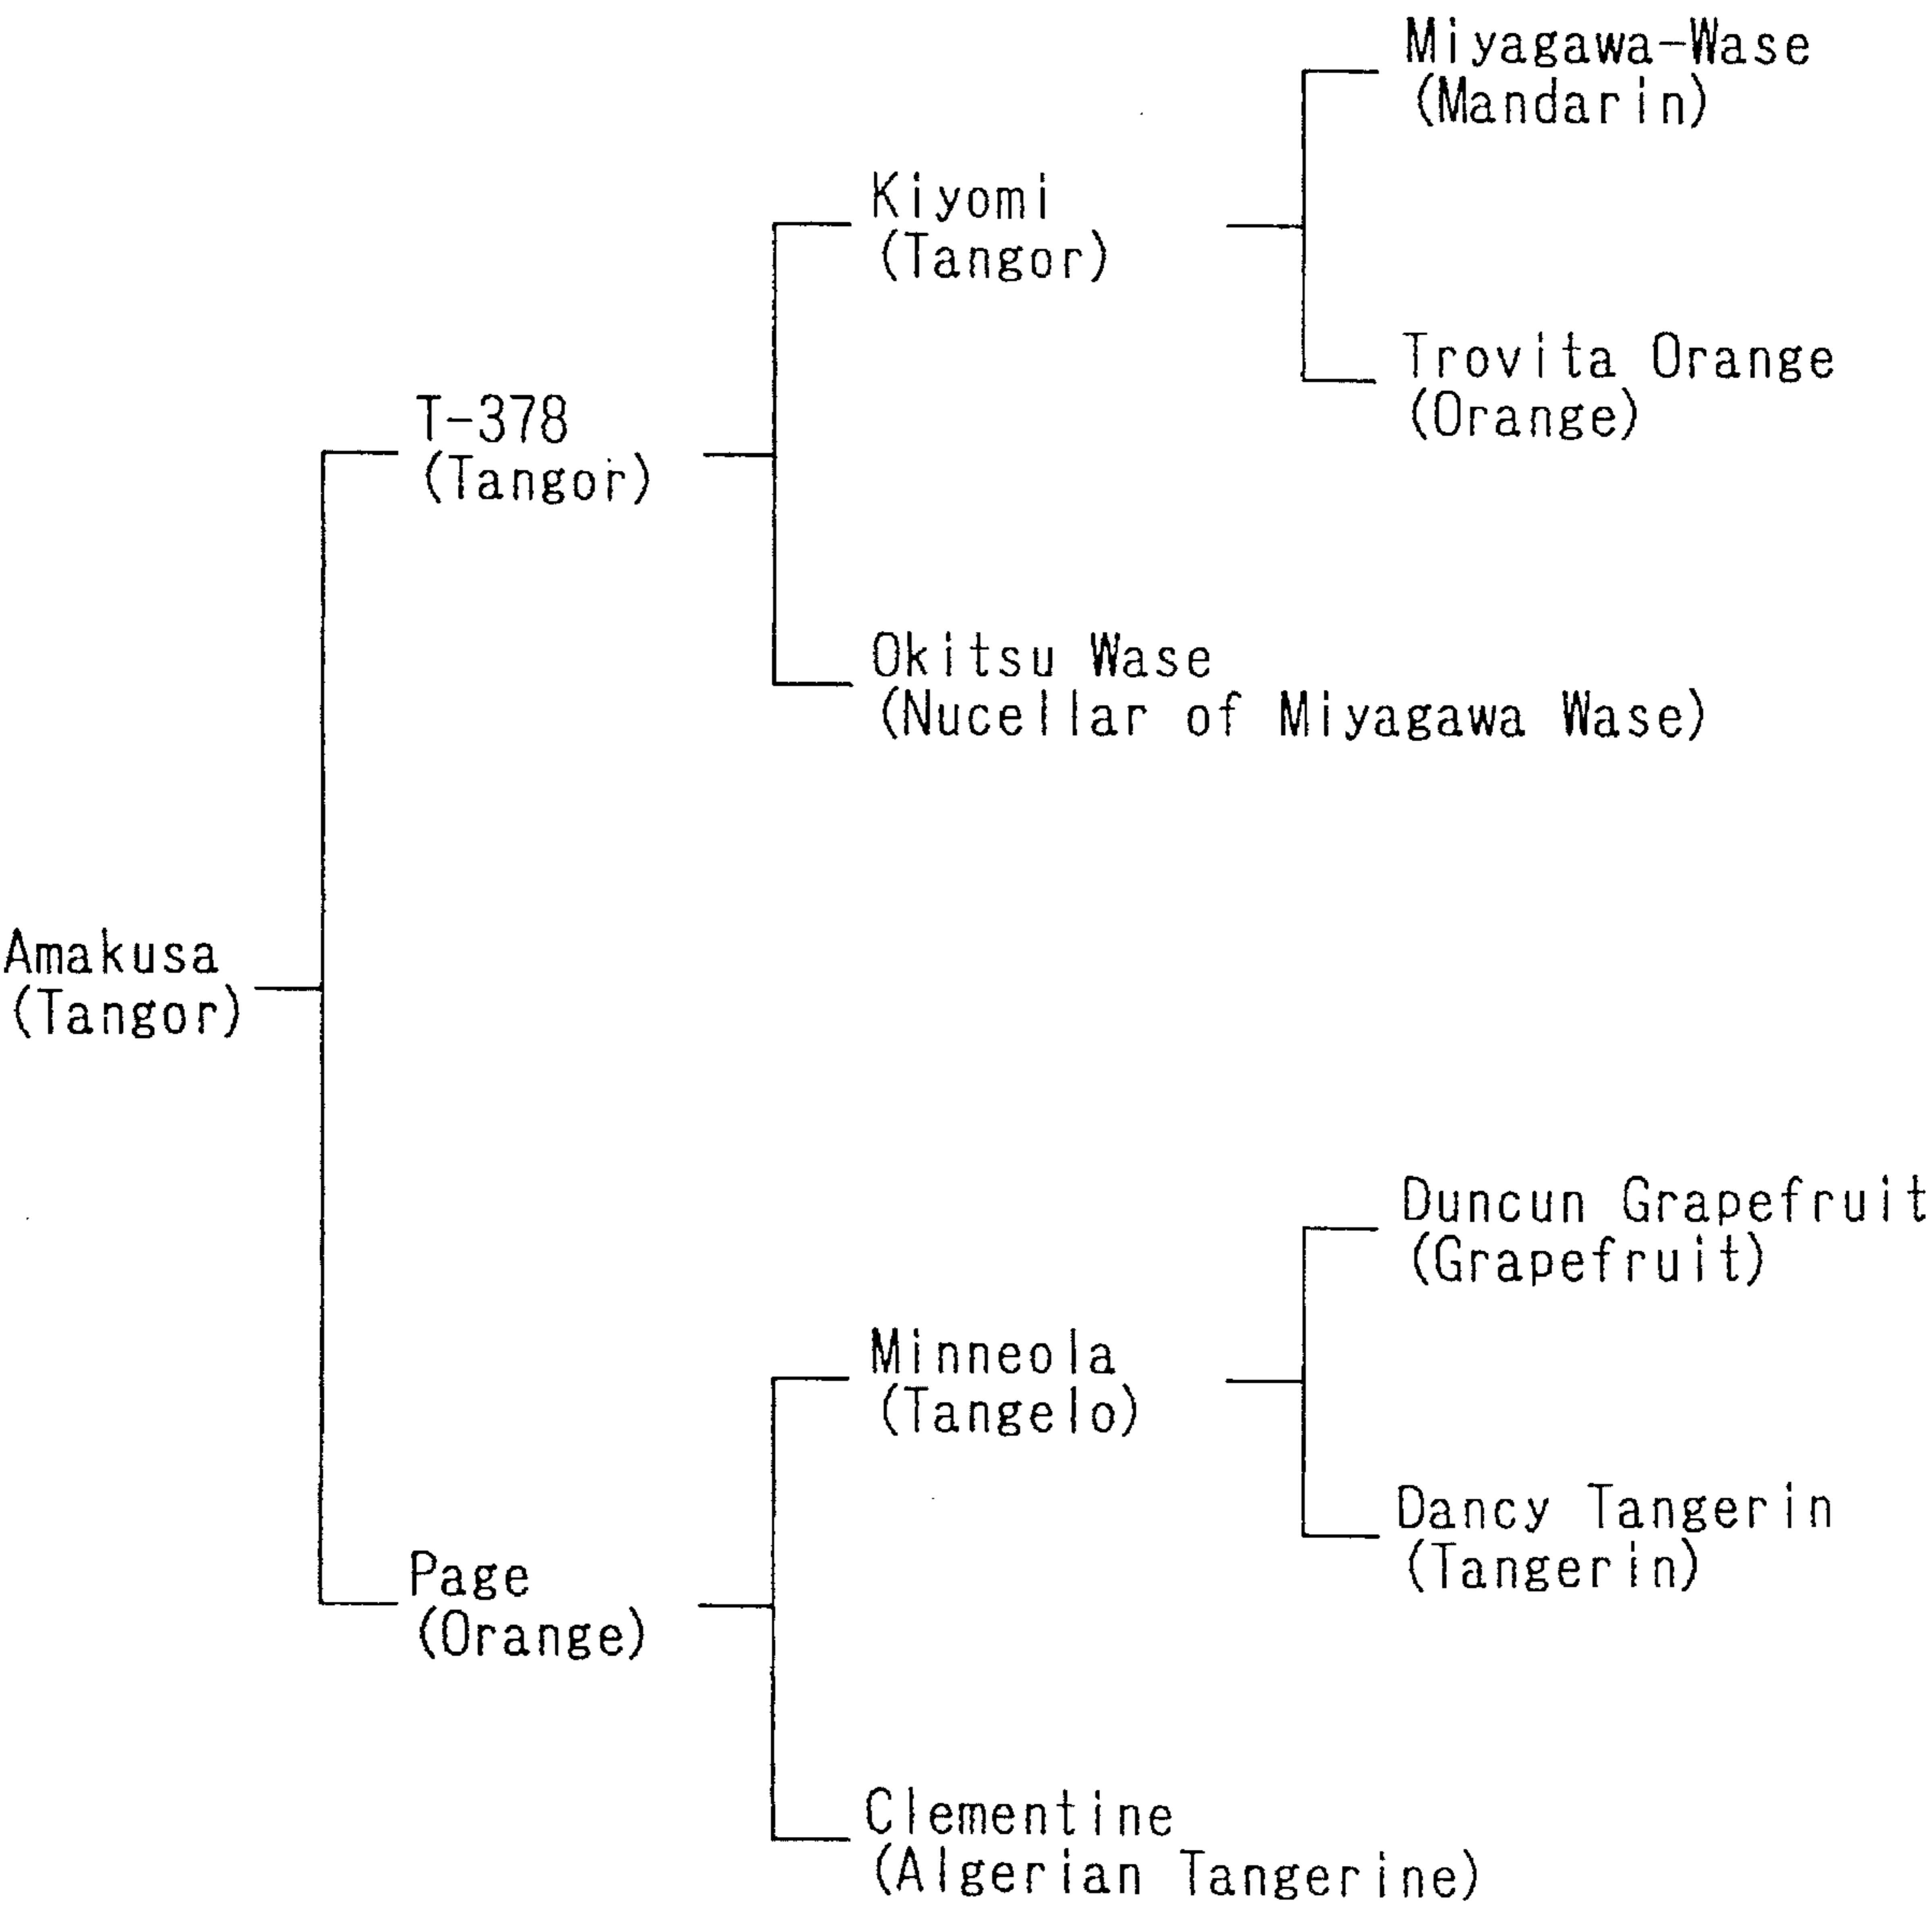 Miyagawa-Wase
(Mandarin)
Kiyomi
(Tangor)
Trovita Orange
(Orange)
T-378
(Tangor)
Okitsu Wase
(Nucellar of Miyagawa Wase)
Amakusa
(Tangor)
Duncun Grapefruit
(Grapefruit)
Minneola
(Tangelo)
Dancy Tangerin
(Tangerin)
Page
(Orange)
Clementine
(Algerian Tangerine)